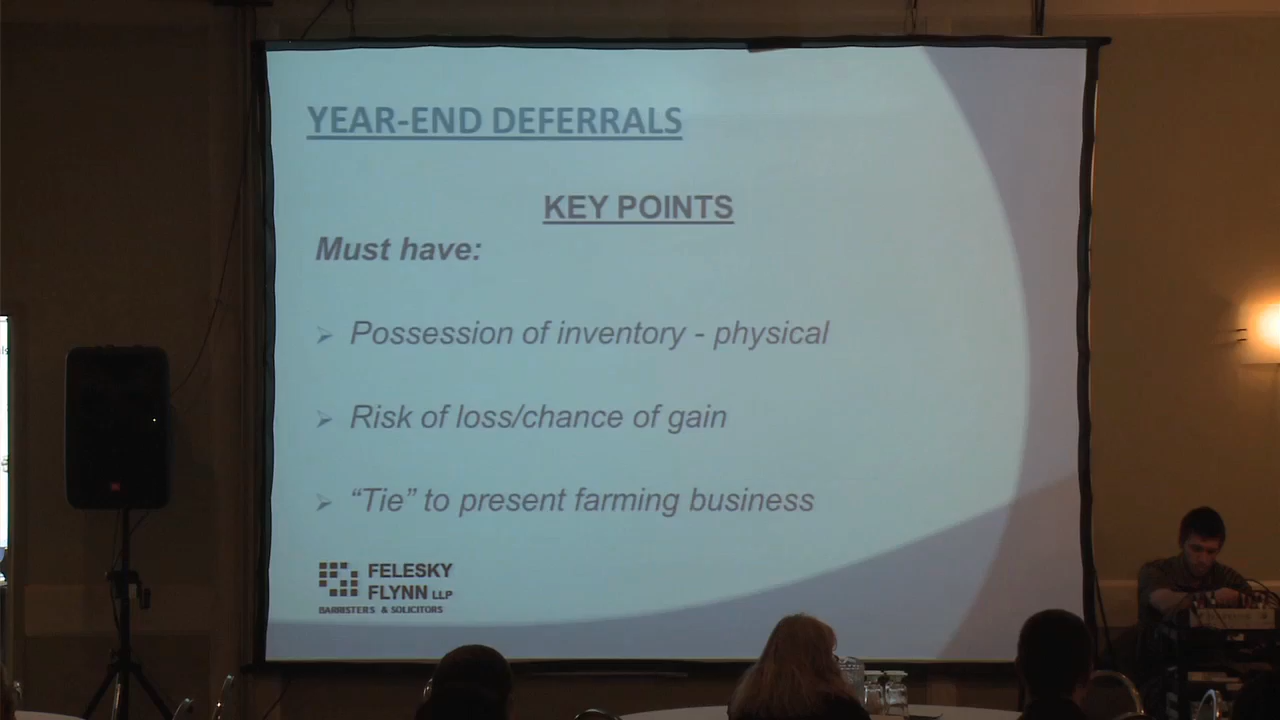 YEAR-END DEFERRALS
KEY POINTS
Must have:
➢ Possession of inventory - physical
➢ Risk of loss/chance of gain
➢ “Tie” to present farming business
FELESKY
FLYNN LLP
BARRISTERS & SOLICITORS